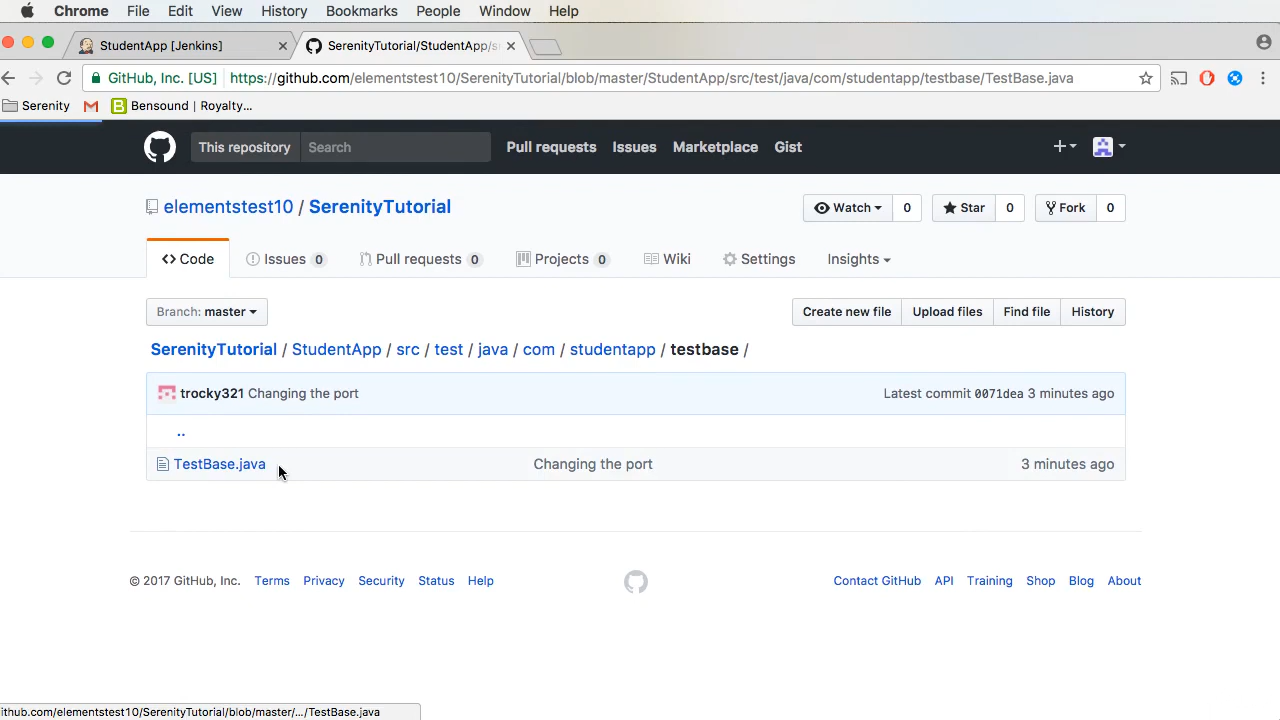 Chrome File Edit View History Bookmarks People Window Help
StudentApp [Jenkins] SerenityTutorial/StudentApp/s
GitHub, Inc. [US] https://github.com/elementstest10/SerenityTutorial/blob/master/StudentApp/src/test/java/com/studentapp/testbase/TestBase.java
Serenity Bensound | Royalty...
This repository Search Pull requests Issues Marketplace Gist
elementstest10 / SerenityTutorial Watch 0 Star 0 Fork 0
<> Code Issues 0 Pull requests 0 Projects 0 Wiki Settings Insights
Branch: master Create new file Upload files Find file History
SerenityTutorial / StudentApp / src / test / java / com / studentapp / testbase /
trocky321 Changing the port Latest commit 0071dea 3 minutes ago
..
TestBase.java Changing the port 3 minutes ago
© 2017 GitHub, Inc. Terms Privacy Security Status Help Contact GitHub API Training Shop Blog About
ithub.com/elementstest10/SerenityTutorial/blob/master/.../TestBase.java